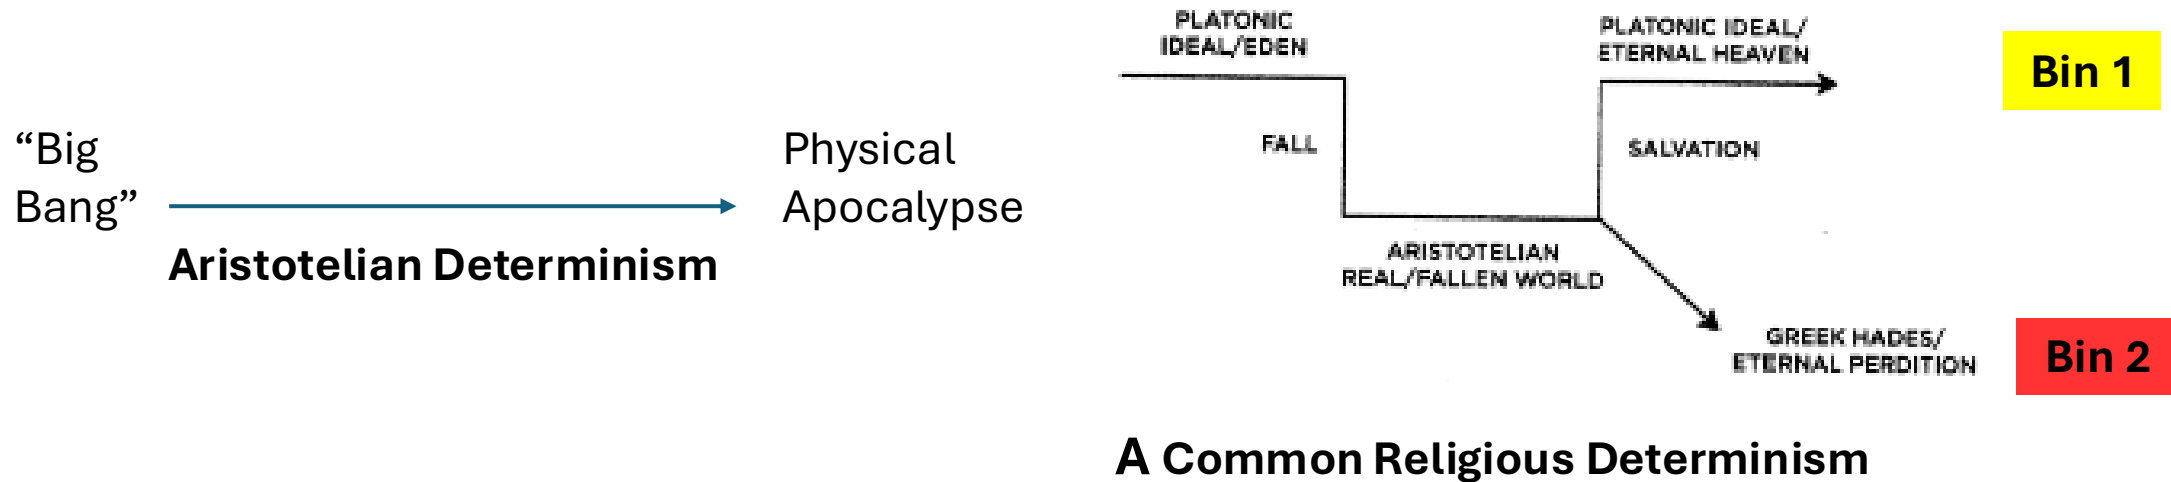 “Big
Bang”
Physical
Apocalypse
Aristotelian Determinism
PLATONIC
IDEAL/EDEN
PLATONIC IDEAL/
ETERNAL HEAVEN
Bin 1
FALL
SALVATION
ARISTOTELIAN
REAL/FALLEN WORLD
GREEK HADES/
ETERNAL PERDITION
Bin 2
A Common Religious Determinism